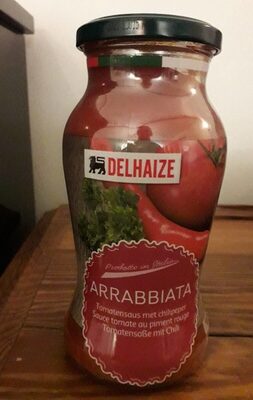 DELHAIZE
Prodotto in Italia
ARRABBIATA
Tomatensaus met chilipeper
Sauce tomate au piment rouge
Tomatensoße mit Chili